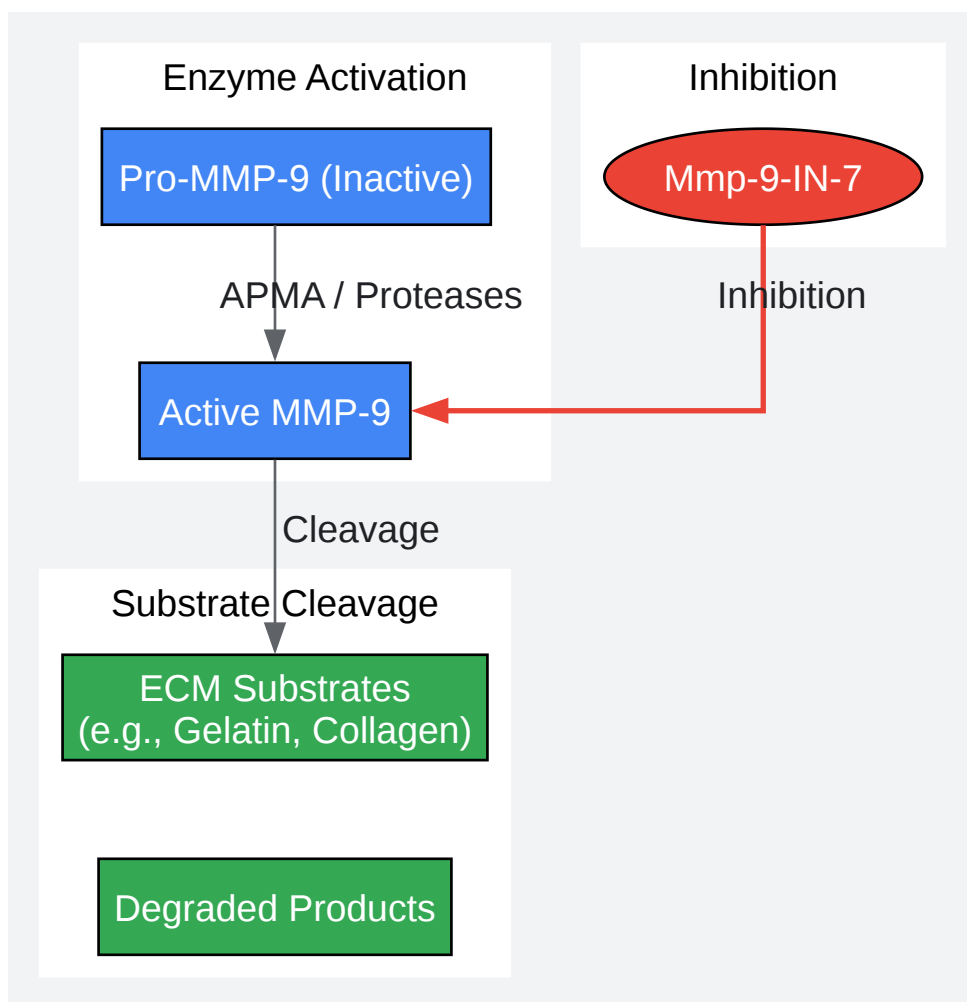 Enzyme Activation
Inhibition
Pro-MMP-9 (Inactive)
Mmp-9-IN-7
APMA / Proteases
Inhibition
Active MMP-9
Cleavage
Substrate Cleavage
ECM Substrates
(e.g., Gelatin, Collagen)
Degraded Products